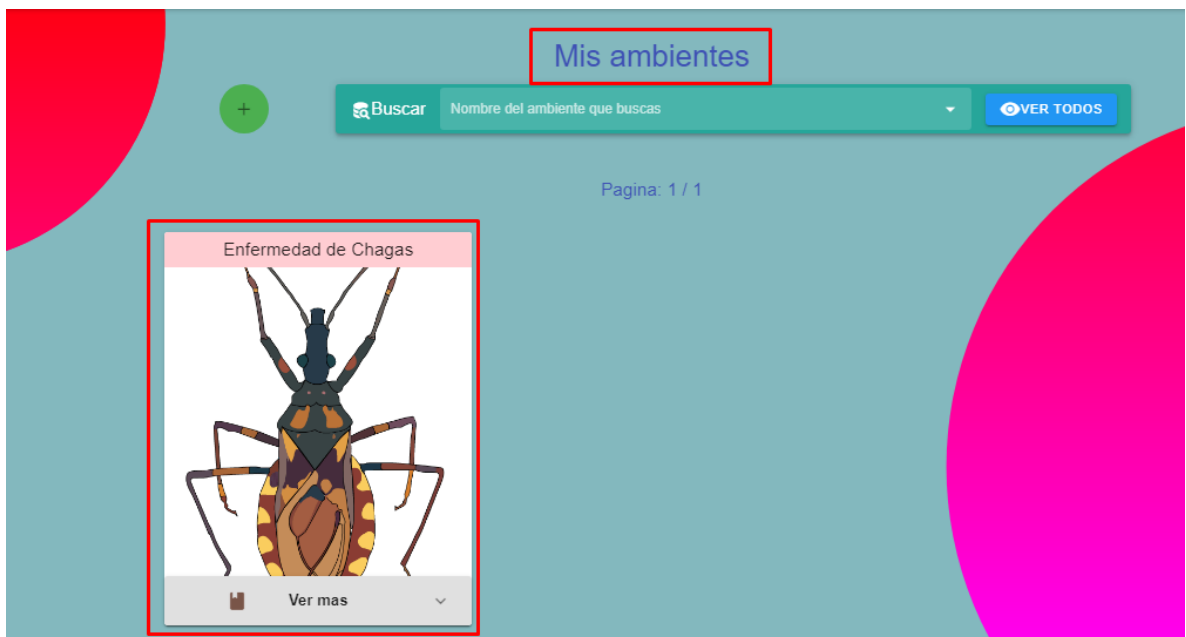 Mis ambientes
+
Buscar Nombre del ambiente que buscas VER TODOS
Pagina: 1 / 1
Enfermedad de Chagas
Ver mas